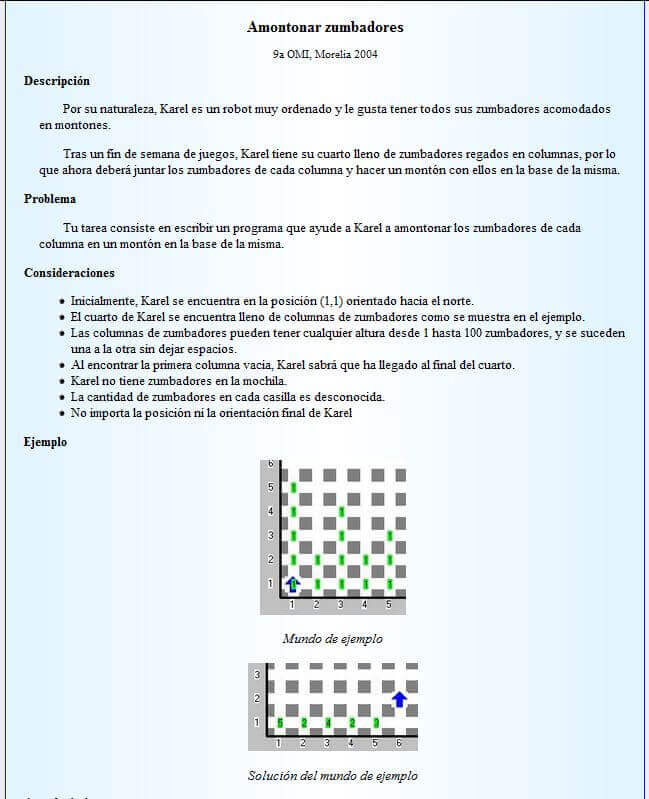 Amontonar zumbadores
9a OMI, Morelia 2004
Descripción
Por su naturaleza, Karel es un robot muy ordenado y le gusta tener todos sus zumbadores acomodados
en montones.
Tras un fin de semana de juegos, Karel tiene su cuarto lleno de zumbadores regados en columnas, por lo
que ahora deberá juntar los zumbadores de cada columna y hacer un montón con ellos en la base de la misma.
Problema
Tu tarea consiste en escribir un programa que ayude a Karel a amontonar los zumbadores de cada
columna en un montón en la base de la misma.
Consideraciones
Inicialmente, Karel se encuentra en la posición (1,1) orientado hacia el norte.
El cuarto de Karel se encuentra lleno de columnas de zumbadores como se muestra en el ejemplo.
Las columnas de zumbadores pueden tener cualquier altura desde 1 hasta 100 zumbadores, y se suceden
una a la otra sin dejar espacios.
Al encontrar la primera columna vacía, Karel sabrá que ha llegado al final del cuarto.
Karel no tiene zumbadores en la mochila.
La cantidad de zumbadores en cada casilla es desconocida.
No importa la posición ni la orientación final de Karel
Ejemplo
6
5 1
4 1 1
3 1 1 1
2 1 1 1 1 1
1 1 1 1 1 1
1 2 3 4 5
Mundo de ejemplo
3
2
1 5 2 4 2 3
1 2 3 4 5 6
Solución del mundo de ejemplo